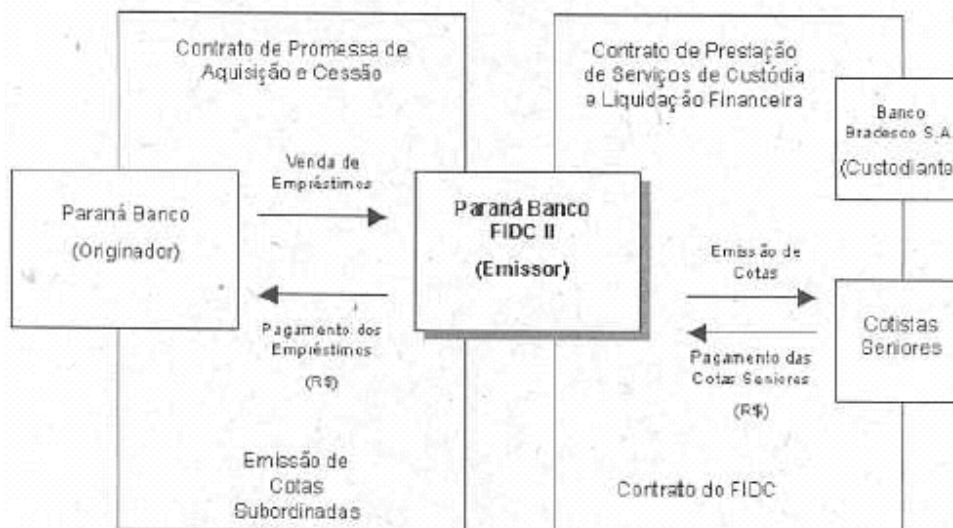 Contrato de Promessa de
Aquisição e Cessão
Contrato de Prestação
de Serviços de Custódia
e Liquidação Financeira
Banco
Bradesco S.A.
(Custodiante)
Venda de
Empréstimos
Paraná Banco
(Originador)
Paraná Banco
FIDC II
(Emissor)
Emissão de
Cotas
Pagamento dos
Empréstimos
(R$)
Pagamento das
Cotas Seniores
(R$)
Cotistas
Seniores
Emissão de
Cotas
Subordinadas
Contrato do FIDC